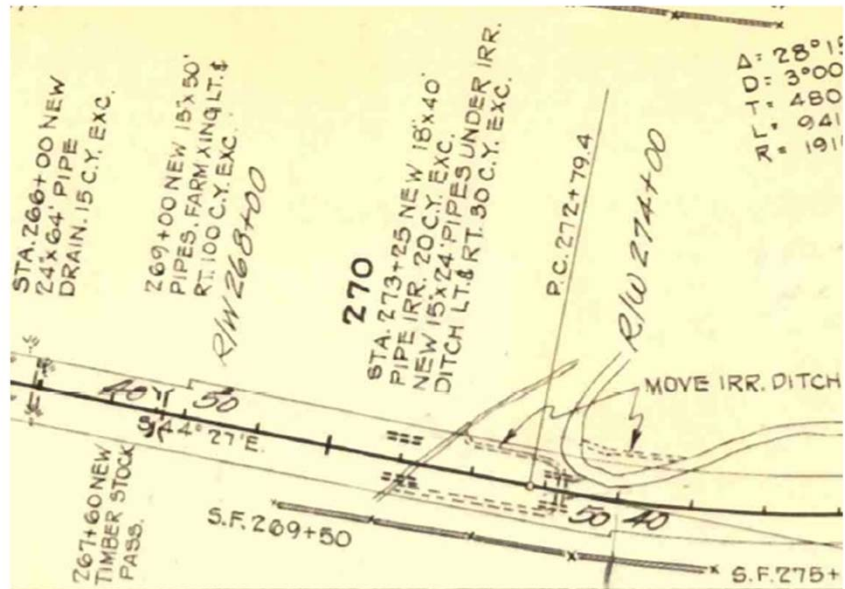 STA. 266+00 NEW
24"x64' PIPE
DRAIN. 15 C.Y. EXC.
269+00 NEW 15"x50'
PIPES, FARM XING LT. &
RT. 100 C.Y. EXC.
R/W 268+00
270
STA. 273+25 NEW 18"x40'
PIPE IRR. 20 C.Y. EXC.
NEW 15"x24' PIPES UNDER IRR.
DITCH LT. & RT. 30 C.Y. EXC.
P.C. 272+79.4
R/W 274+00
Δ= 28°15
D= 3°00
T= 480
L= 941
R= 1910
MOVE IRR. DITCH
40 50
S 44° 27' E.
267+60 NEW
TIMBER STOCK
PASS.
S.F. 269+50
50 40
S.F. 275+